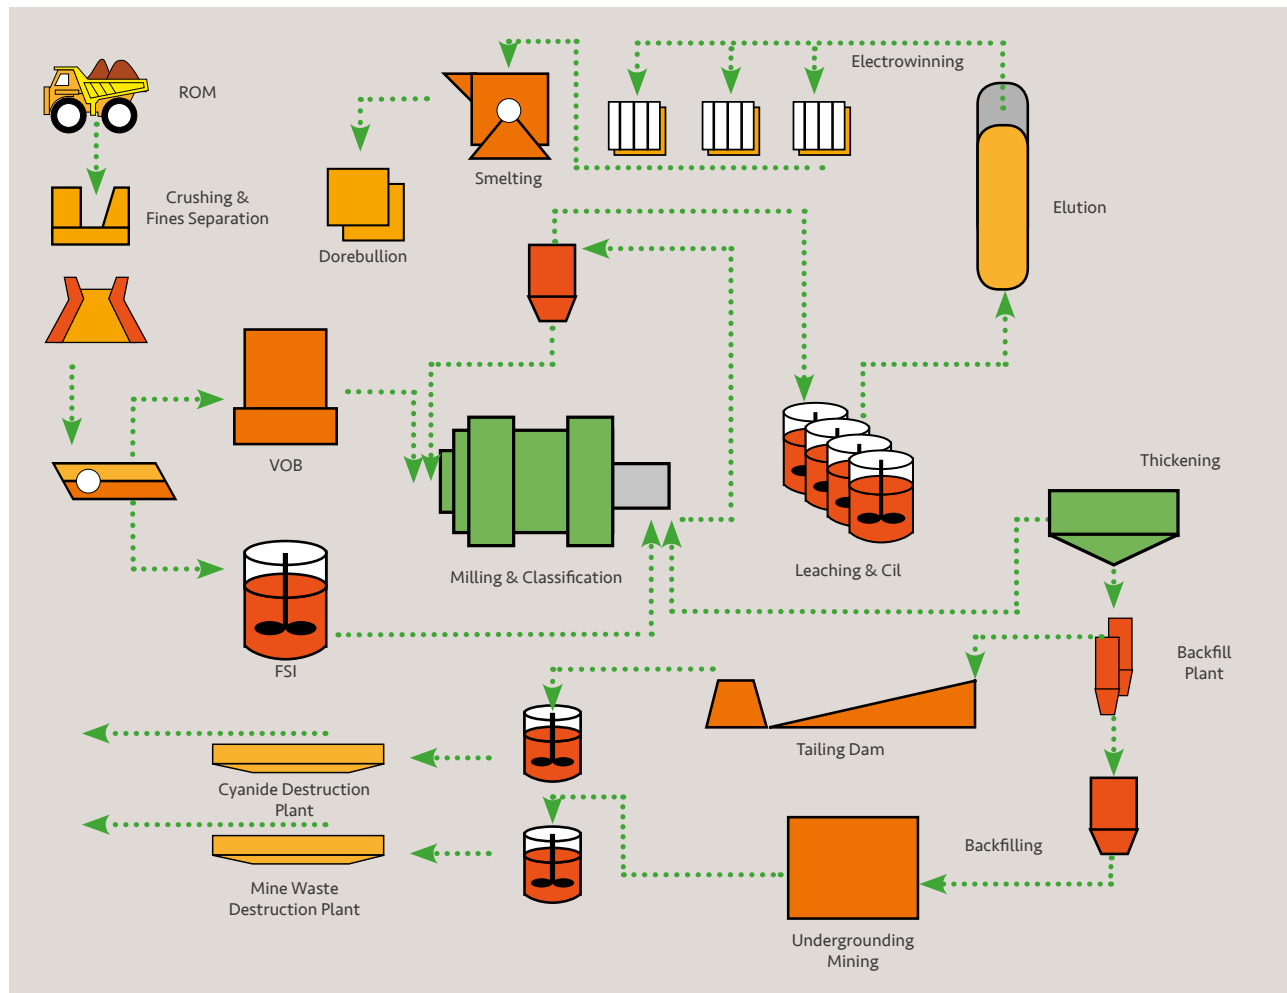 ROM
Electrowinning
Smelting
Crushing &
Fines Separation
Elution
Dorebullion
VOB
Thickening
Milling & Classification
Leaching & Cil
FSI
Backfill
Plant
Tailing Dam
Cyanide Destruction
Plant
Backfilling
Mine Waste
Destruction Plant
Undergrounding
Mining